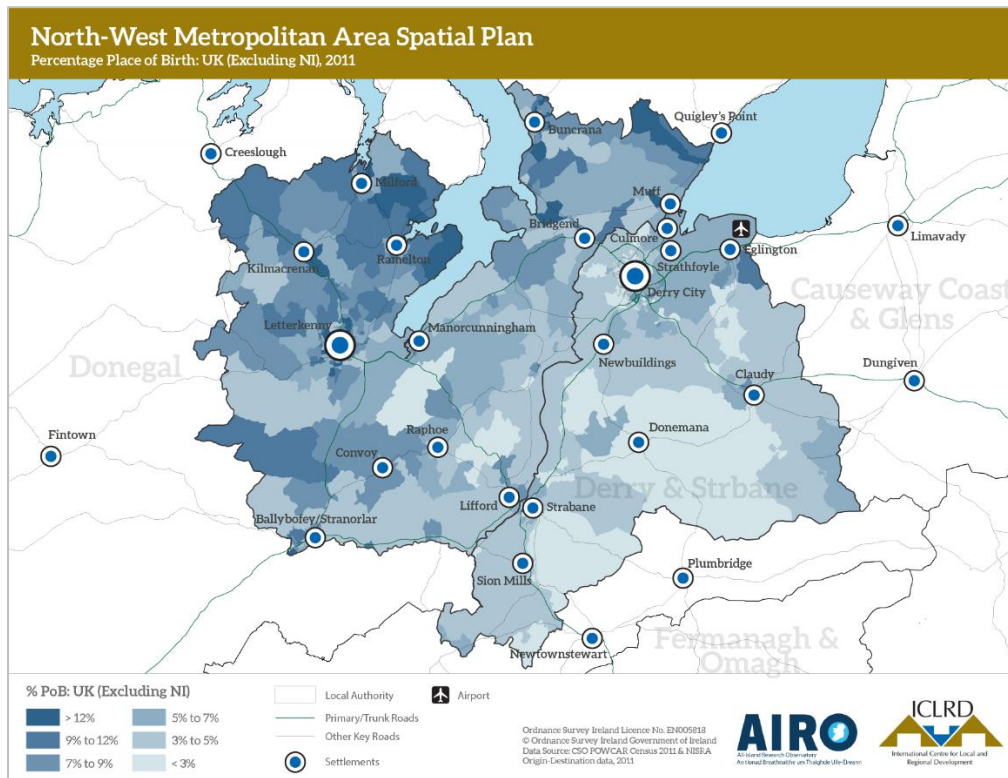 North-West Metropolitan Area Spatial Plan
Percentage Place of Birth: UK (Excluding NI), 2011
Buncrana
Quigley's Point
Creeslough
Milford
Muff
Bridgend
Culmore
Limavady
Ramelton
Eglington
Kilmacrenan
Strathfoyle
Derry City
Causeway Coast
& Glens
Letterkenny
Manorcunningham
Newbuildings
Donegal
Claudy
Dungiven
Raphoe
Donemana
Fintown
Convoy
Derry & Strbane
Lifford
Strabane
Ballybofey/Stranorlar
Plumbridge
Sion Mills
Fermanagh &
Omagh
Newtownstewart
% PoB: UK (Excluding NI)
> 12%
9% to 12%
7% to 9%
5% to 7%
3% to 5%
< 3%
Local Authority
Primary/Trunk Roads
Other Key Roads
Settlements
Airport
Ordnance Survey Ireland Licence No. EN005818
© Ordnance Survey Ireland Government of Ireland
Data Source: CSO POWCAR Census 2011 & NISRA
Origin-Destination data, 2011
AIRO
All-Island Research Observatory
ICLRD
International Centre for Local and
Regional Development